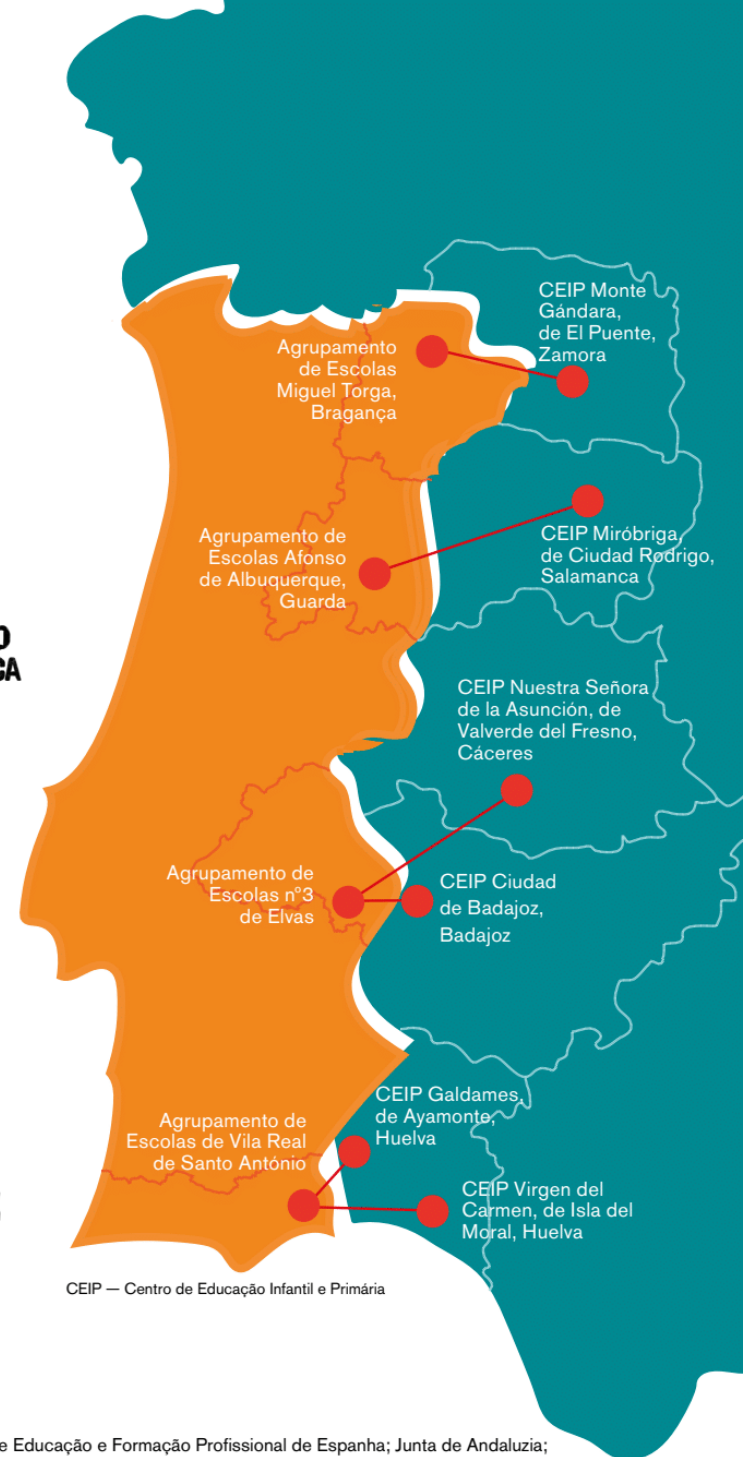 CEIP Monte
Gándara,
de El Puente,
Zamora
Agrupamento
de Escolas
Miguel Torga,
Bragança
Agrupamento de
Escolas Afonso
de Albuquerque,
Guarda
CEIP Miróbriga,
de Ciudad Rodrigo,
Salamanca
CEIP Nuestra Señora
de la Asunción, de
Valverde del Fresno,
Cáceres
Agrupamento de
Escolas nº3
de Elvas
CEIP Ciudad
de Badajoz,
Badajoz
CEIP Galdames,
de Ayamonte,
Huelva
Agrupamento de
Escolas de Vila Real
de Santo António
CEIP Virgen del
Carmen, de Isla del
Moral, Huelva
CEIP — Centro de Educação Infantil e Primária
e Educação e Formação Profissional de Espanha; Junta de Andaluzia;